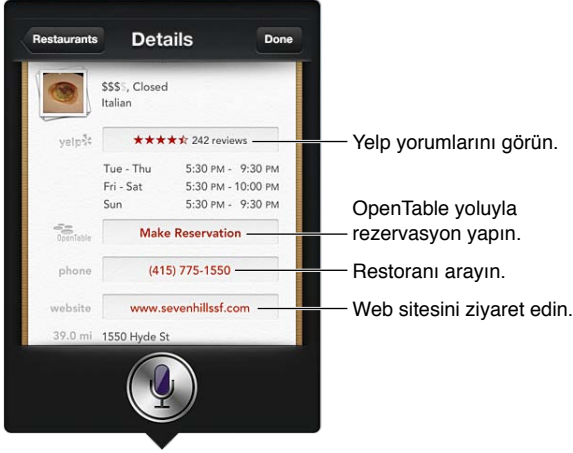 Restaurants Details Done
$$$$, Closed
Italian
yelp 242 reviews
Yelp yorumlarını görün.
Tue - Thu 5:30 PM - 9:30 PM
Fri - Sat 5:30 PM - 10:00 PM
Sun 5:30 PM - 9:30 PM
OpenTable Make Reservation
OpenTable yoluyla
rezervasyon yapın.
phone (415) 775-1550
Restoranı arayın.
website www.sevenhillssf.com
Web sitesini ziyaret edin.
39.0 mi 1550 Hyde St